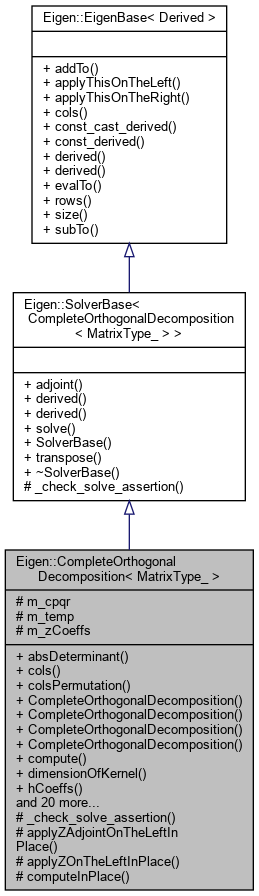 Eigen::EigenBase< Derived >
+ addTo()
+ applyThisOnTheLeft()
+ applyThisOnTheRight()
+ cols()
+ const_cast_derived()
+ const_derived()
+ derived()
+ derived()
+ evalTo()
+ rows()
+ size()
+ subTo()
Eigen::SolverBase<
CompleteOrthogonalDecomposition
< MatrixType_ > >
+ adjoint()
+ derived()
+ derived()
+ solve()
+ SolverBase()
+ transpose()
+ ~SolverBase()
# _check_solve_assertion()
Eigen::CompleteOrthogonal
Decomposition< MatrixType_ >
# m_cpqr
# m_temp
# m_zCoeffs
+ absDeterminant()
+ cols()
+ colsPermutation()
+ CompleteOrthogonalDecomposition()
+ CompleteOrthogonalDecomposition()
+ CompleteOrthogonalDecomposition()
+ CompleteOrthogonalDecomposition()
+ compute()
+ dimensionOfKernel()
+ hCoeffs()
and 20 more...
# _check_solve_assertion()
# applyZAdjointOnTheLeftIn
Place()
# applyZOnTheLeftInPlace()
# computeInPlace()